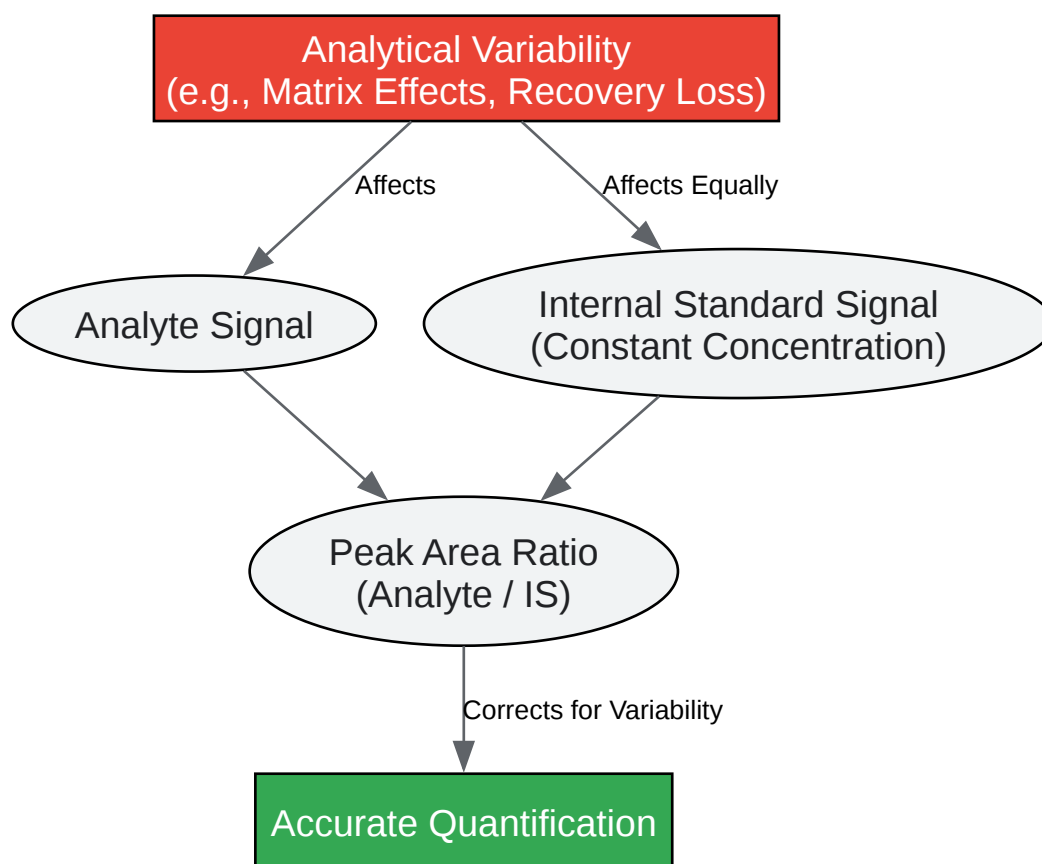 Analytical Variability
(e.g., Matrix Effects, Recovery Loss)
Affects
Affects Equally
Analyte Signal
Internal Standard Signal
(Constant Concentration)
Peak Area Ratio
(Analyte / IS)
Corrects for Variability
Accurate Quantification